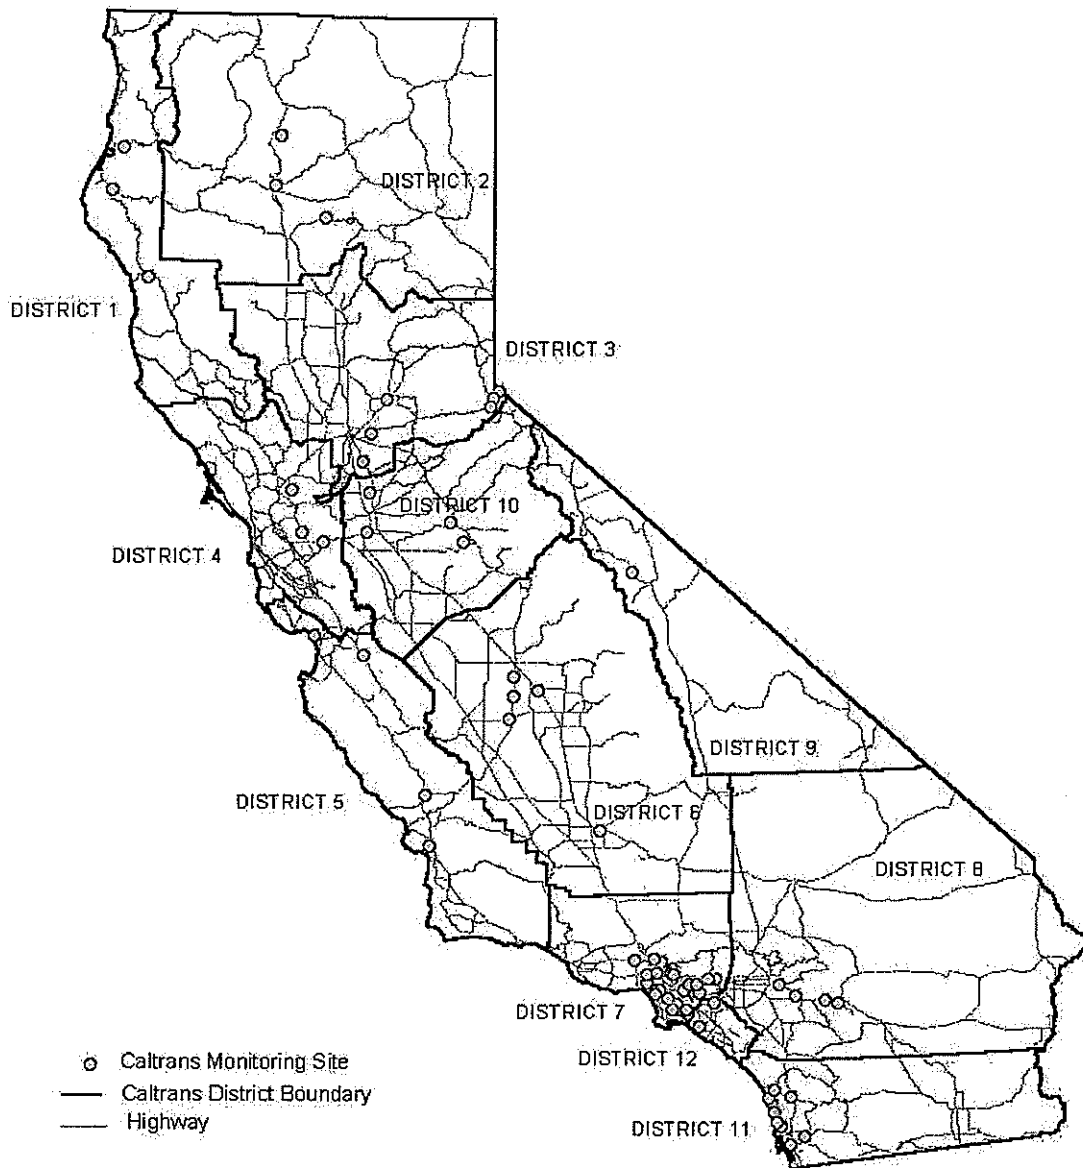 DISTRICT 2
DISTRICT 1
DISTRICT 3
DISTRICT 10
DISTRICT 4
DISTRICT 9
DISTRICT 5
DISTRICT 6
DISTRICT 8
DISTRICT 7
DISTRICT 12
DISTRICT 11
Caltrans Monitoring Site
Caltrans District Boundary
Highway